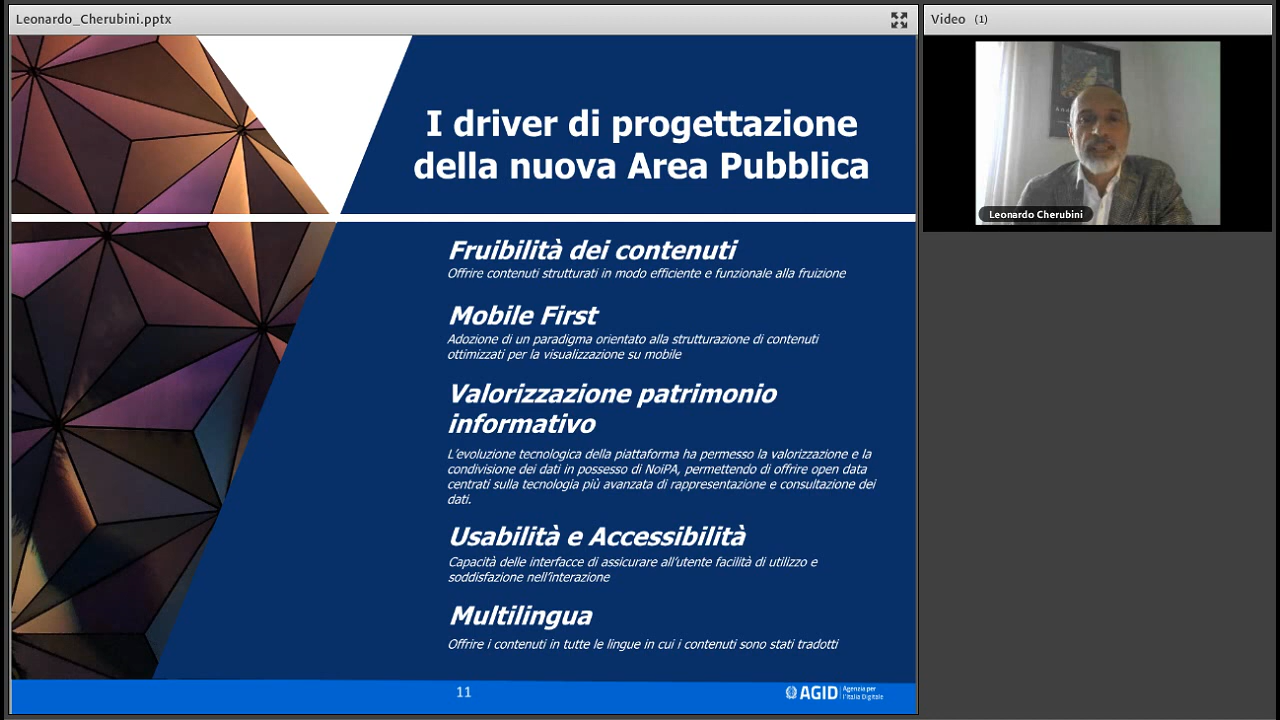 Leonardo_Cherubini.pptx
Video (1)
I driver di progettazione
della nuova Area Pubblica
Fruibilità dei contenuti
Offrire contenuti strutturati in modo efficiente e funzionale alla fruizione
Mobile First
Adozione di un paradigma orientato alla strutturazione di contenuti
ottimizzati per la visualizzazione su mobile
Valorizzazione patrimonio
informativo
L'evoluzione tecnologica della piattaforma ha permesso la valorizzazione e la
condivisione dei dati in possesso di NoiPA, permettendo di offrire open data
centrati sulla tecnologia più avanzata di rappresentazione e consultazione dei
dati.
Usabilità e Accessibilità
Capacità delle interfacce di assicurare all'utente facilità di utilizzo e
soddisfazione nell'interazione
Multilingua
Offrire i contenuti in tutte le lingue in cui i contenuti sono stati tradotti
11
AGID
Agenzia per
l'Italia Digitale
Leonardo Cherubini